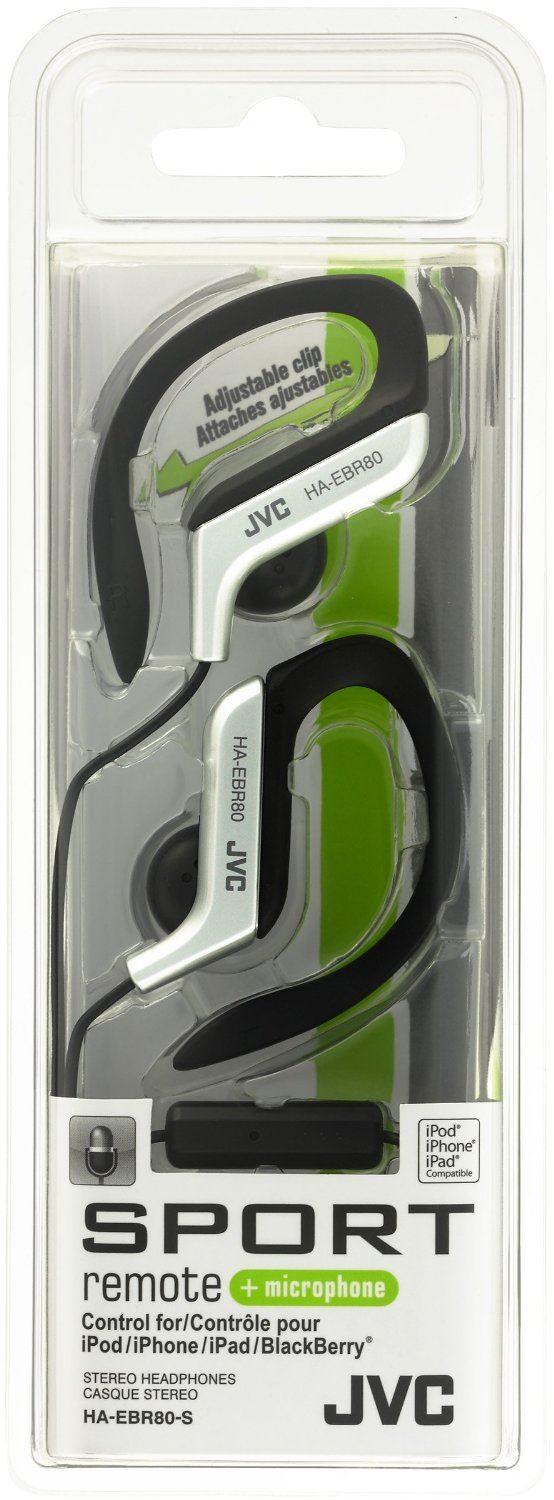 Adjustable clip
Attaches ajustables
JVC HA-EBR80
HA-EBR80 JVC
iPod®
iPhone®
iPad®
Compatible
SPORT
remote + microphone
Control for/Contrôle pour
iPod/iPhone/iPad/BlackBerry®
STEREO HEADPHONES
CASQUE STEREO
HA-EBR80-S
JVC